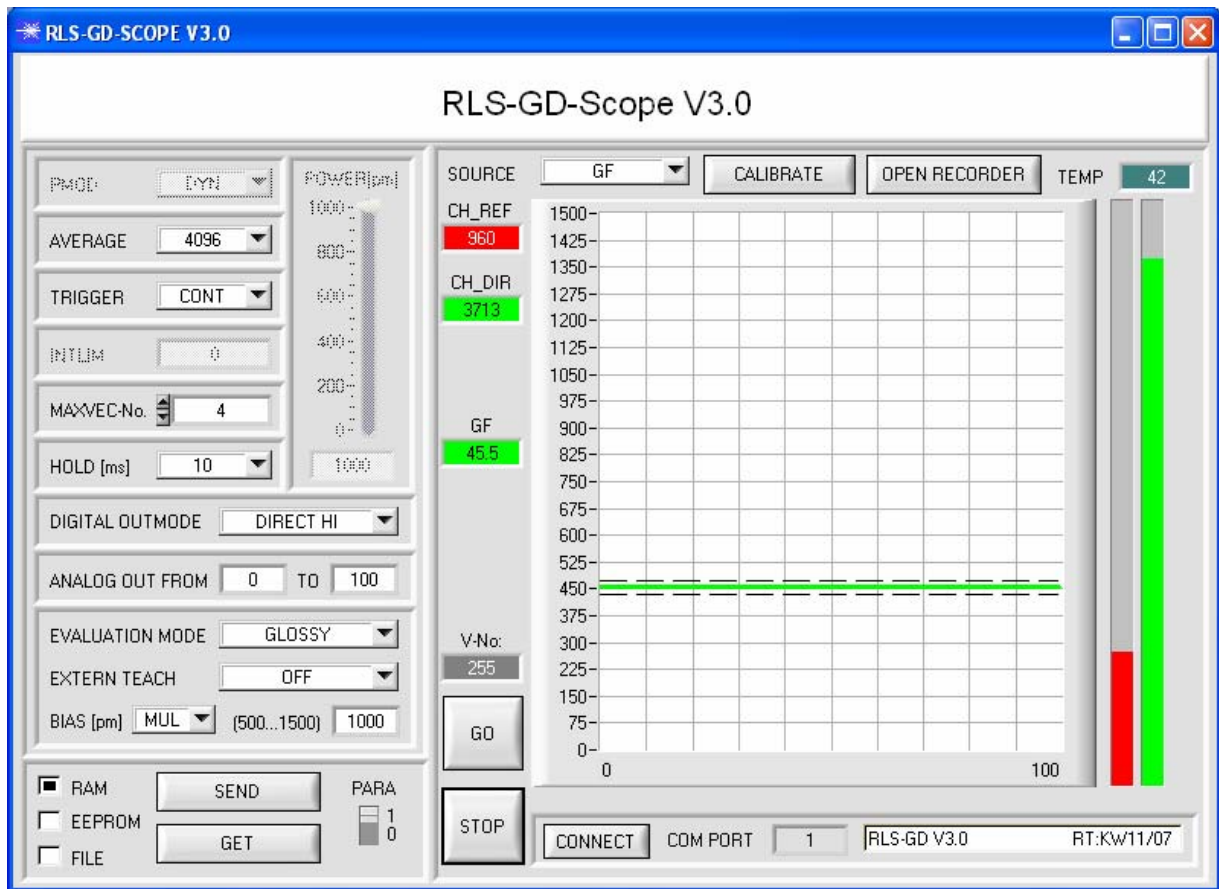 RLS-GD-SCOPE V3.0
RLS-GD-Scope V3.0
PMOD DYN
AVERAGE 4096
TRIGGER CONT
INTLIM 0
MAXVEC-No. 4
HOLD [ms] 10
POWER[pm]
1000
800
600
400
200
0
1000
DIGITAL OUTMODE DIRECT HI
ANALOG OUT FROM 0 TO 100
EVALUATION MODE GLOSSY
EXTERN TEACH OFF
BIAS [pm] MUL (500...1500) 1000
RAM
EEPROM
FILE
SEND
GET
PARA
1
0
SOURCE GF CALIBRATE OPEN RECORDER TEMP 42
CH_REF
960
CH_DIR
3713
GF
45.5
V-No:
255
GO
STOP
1500
1425
1350
1275
1200
1125
1050
975
900
825
750
675
600
525
450
375
300
225
150
75
0
0 100
CONNECT COM PORT 1 RLS-GD V3.0 RT:KW11/07